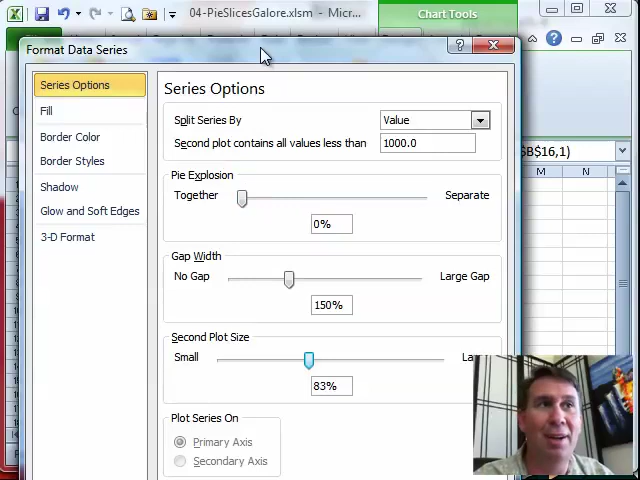 04-PieSlicesGalore.xlsm - Micr...
Chart Tools
Format Data Series
Series Options
Fill
Border Color
Border Styles
Shadow
Glow and Soft Edges
3-D Format
Series Options
Split Series By
Value
Second plot contains all values less than
1000.0
Pie Explosion
Together
Separate
0%
Gap Width
No Gap
Large Gap
150%
Second Plot Size
Small
La
83%
Plot Series On
Primary Axis
Secondary Axis
$B$16,1)
M N